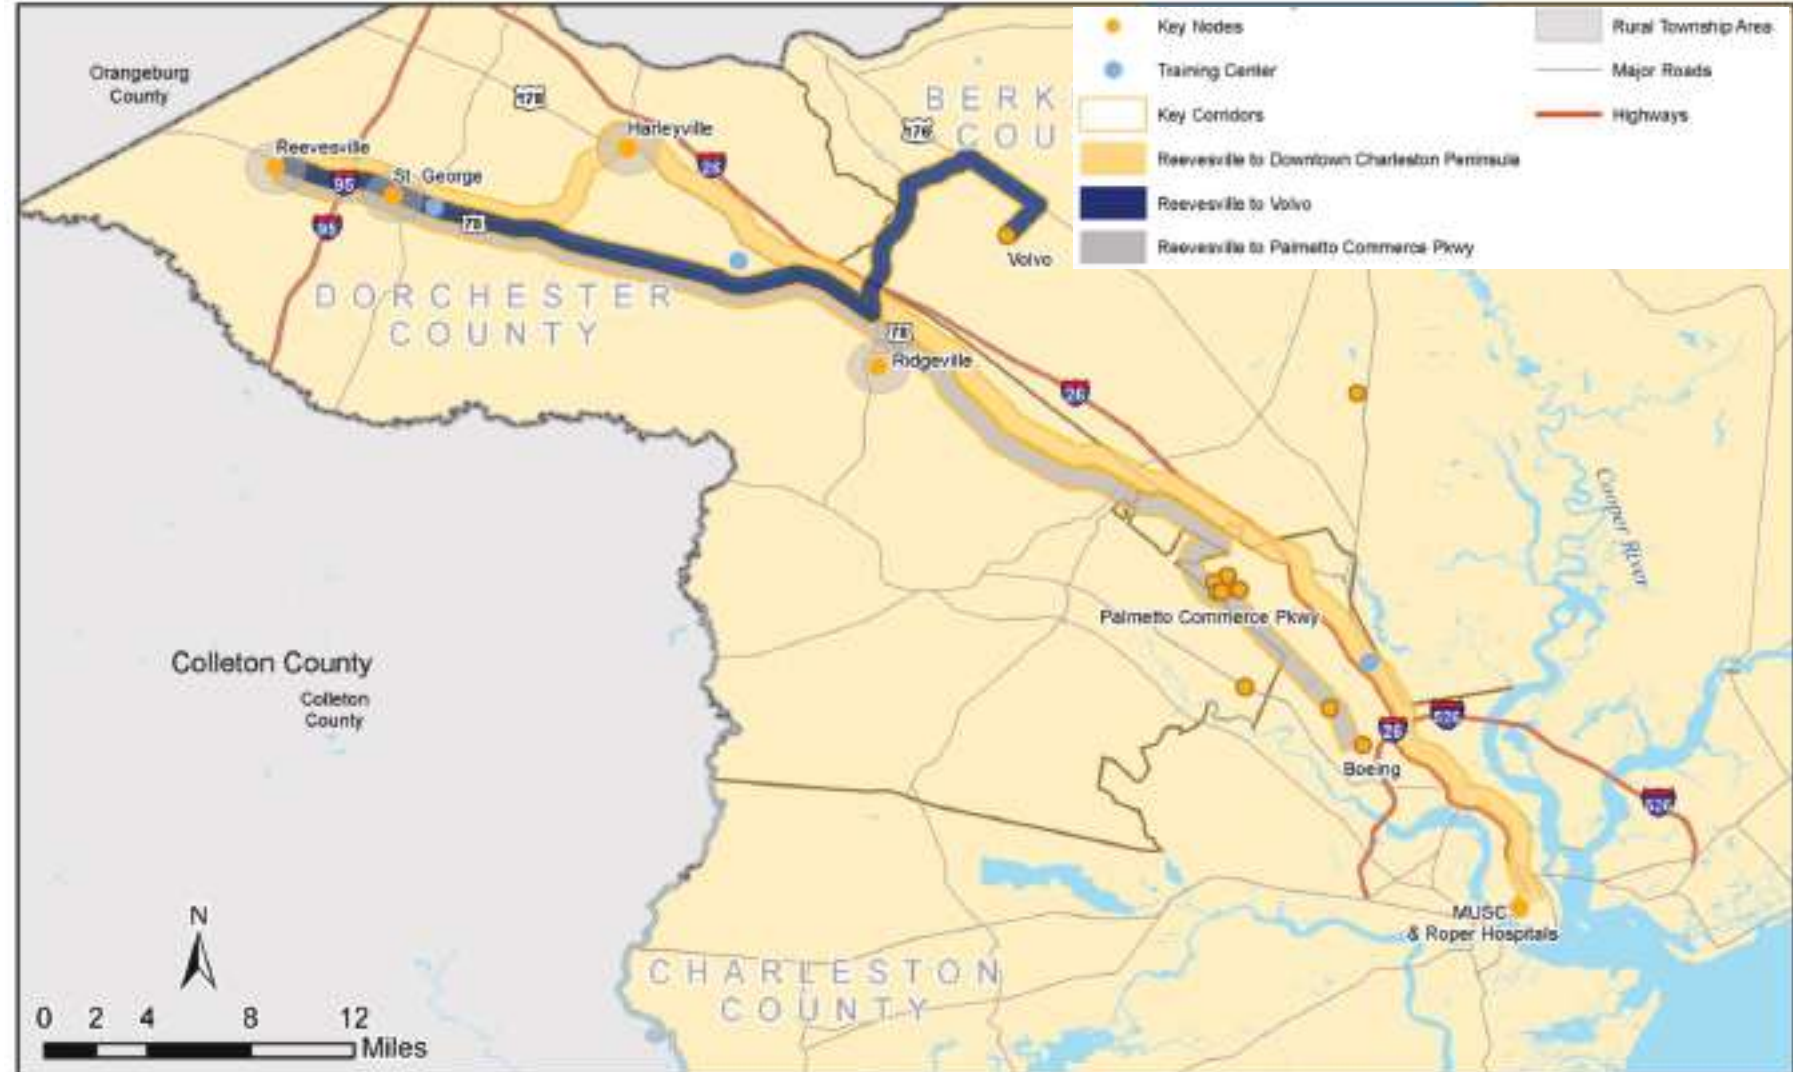 Key Nodes
Training Center
Key Corridors
Reevesville to Downtown Charleston Peninsula
Reevesville to Volvo
Reevesville to Palmetto Commerce Pkwy
Rural Township Area
Major Roads
Highways
Orangeburg
County
178
Harleyville
26
BERK
COU
176
Reevesville
95
St. George
78
95
Volvo
DORCHESTER
COUNTY
78
Ridgeville
26
Cooper River
Palmetto Commerce Pkwy
Colleton County
Colleton
County
26
526
Boeing
526
MUSC
& Roper Hospitals
CHARLESTON
COUNTY
N
0 2 4 8 12
Miles